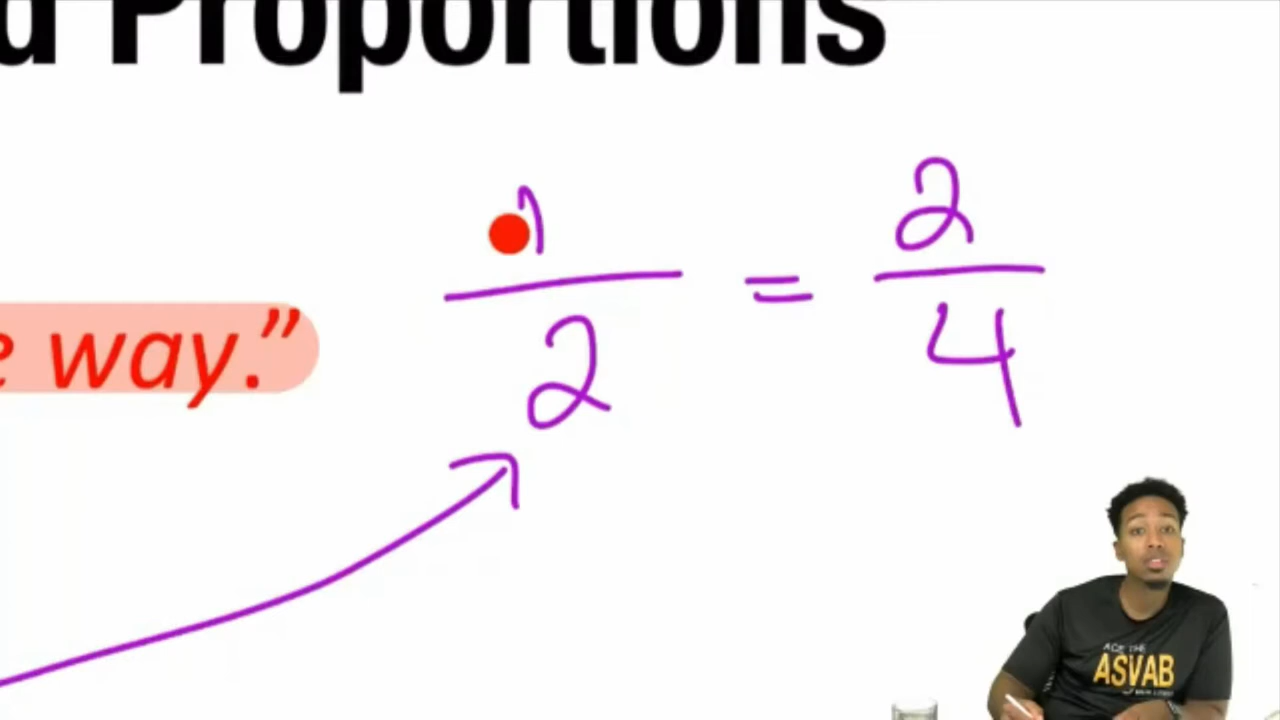 d Proportions
1/2 = 2/4
e way.”
ACE THE
ASVAB